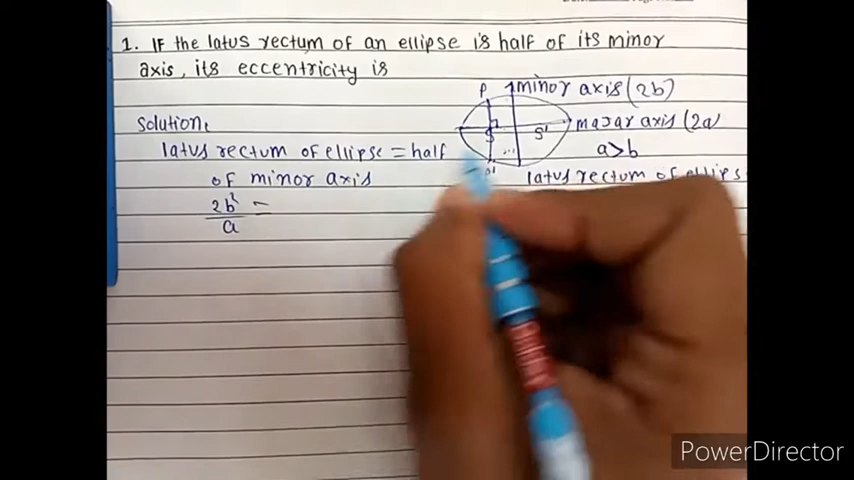 1. IF the latus rectum of an ellipse is half of its minor
axis, its eccentricity is
P minor axis (2b)
Solution,
S S' major axis (2a)
latus rectum of ellipse = half
a>b
of minor axis
latus rectum of ellips
2b²
—— =
a
PowerDirector